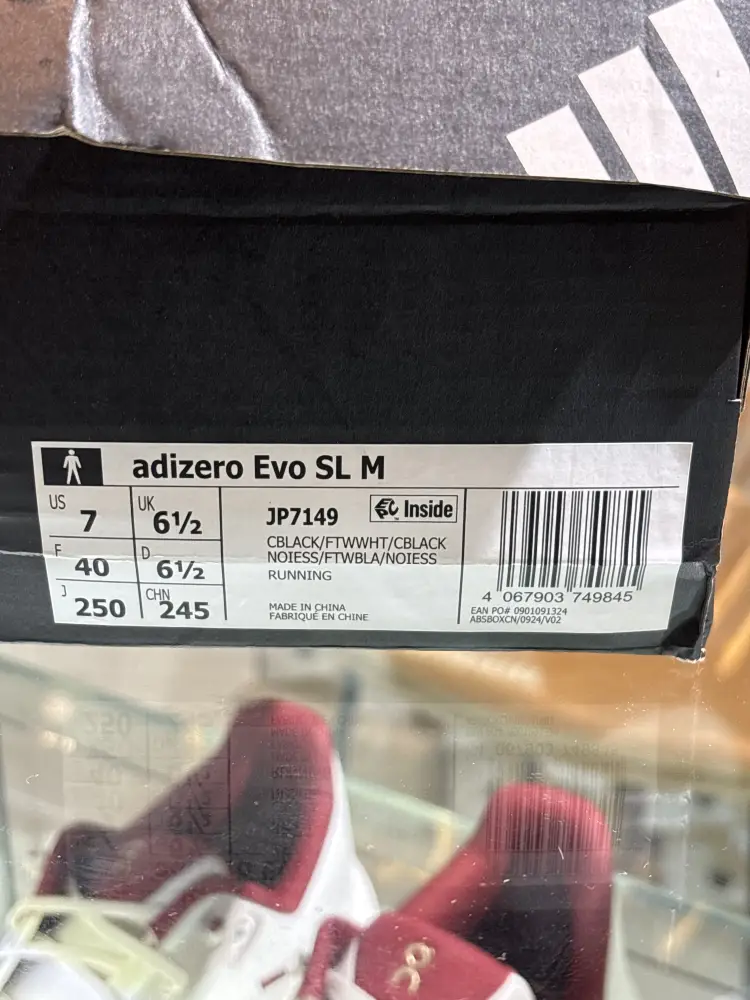 adizero Evo SL M
US 7
UK 6½
F 40
D 6½
J 250
CHN 245
JP7149
Inside
CBLACK/FTWWHT/CBLACK
NOIESS/FTWBLA/NOIESS
RUNNING
MADE IN CHINA
FABRIQUÉ EN CHINE
4 067903 749845
EAN PO# 0901091324
ABSBOXCN/0924/V02